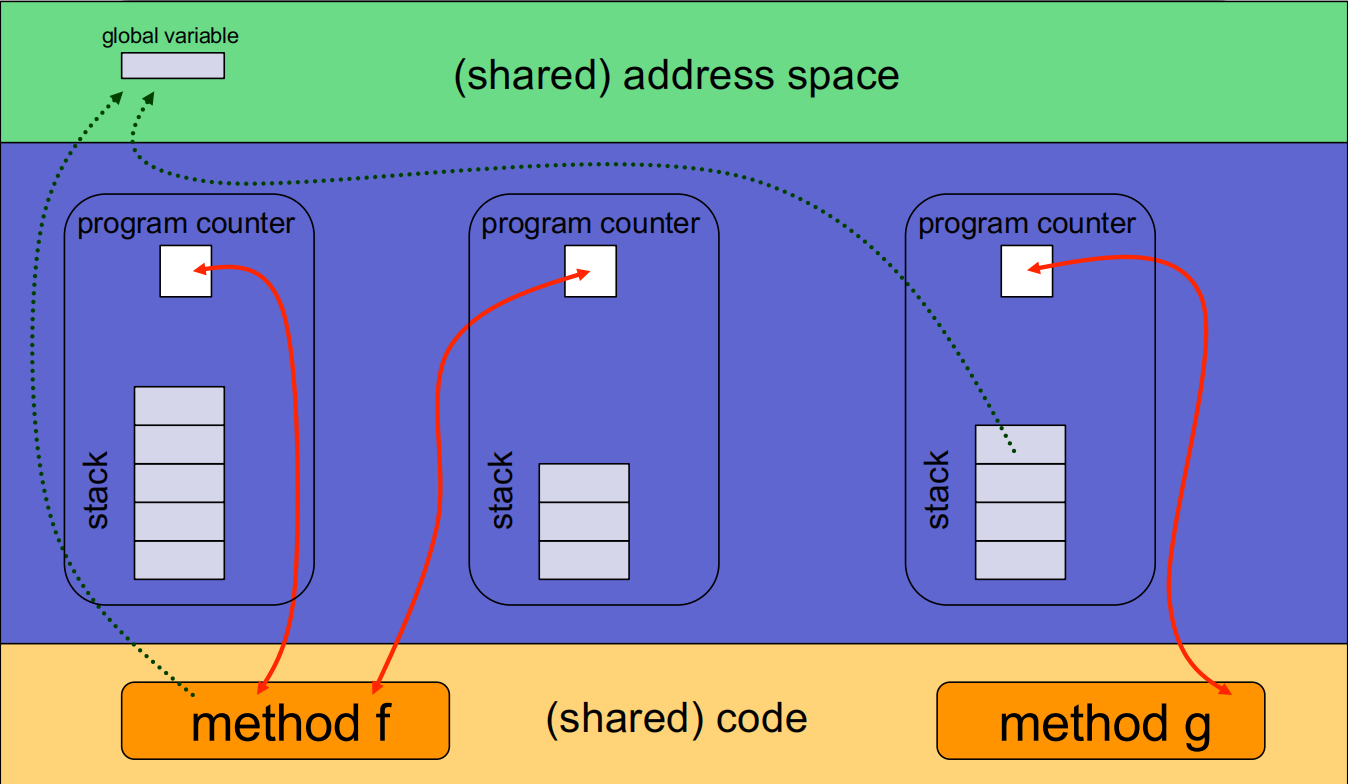 global variable
(shared) address space
program counter
program counter
program counter
stack
stack
stack
method f
(shared) code
method g